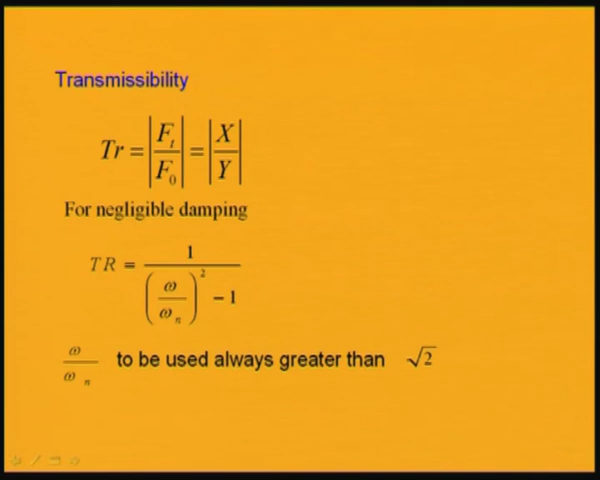 Transmissibility
Tr = |F_t / F_0| = |X / Y|
For negligible damping
TR = 1 / ((ω / ω_n)^2 − 1)
ω / ω_n to be used always greater than √2